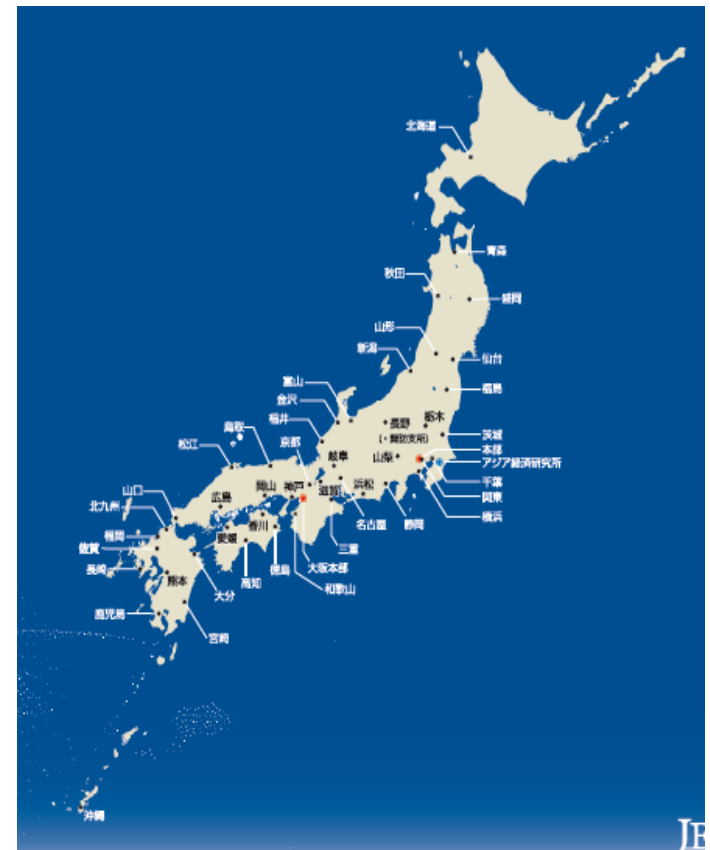 北海道
青森
秋田
盛岡
山形
新潟
仙台
富山
福島
金沢
鳥取
福井
長野
栃木
(・諏訪支所)
茨城
松江
京都
岐阜
山梨
本部
アジア経済研究所
千葉
山口
広島
岡山
神戸
滋賀
浜松
関東
北九州
横浜
香川
名古屋
静岡
福岡
愛媛
三重
佐賀
大阪本部
長崎
熊本
高知
徳島
和歌山
大分
鹿児島
宮崎
沖縄
JE